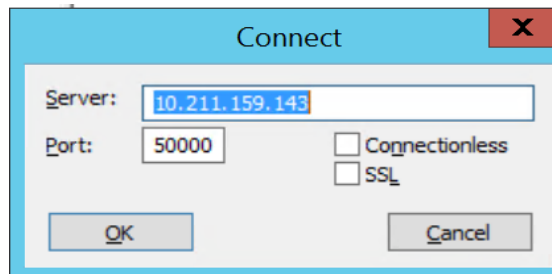 Connect
X
Server: 10.211.159.143
Port: 50000 Connectionless
SSL
OK Cancel